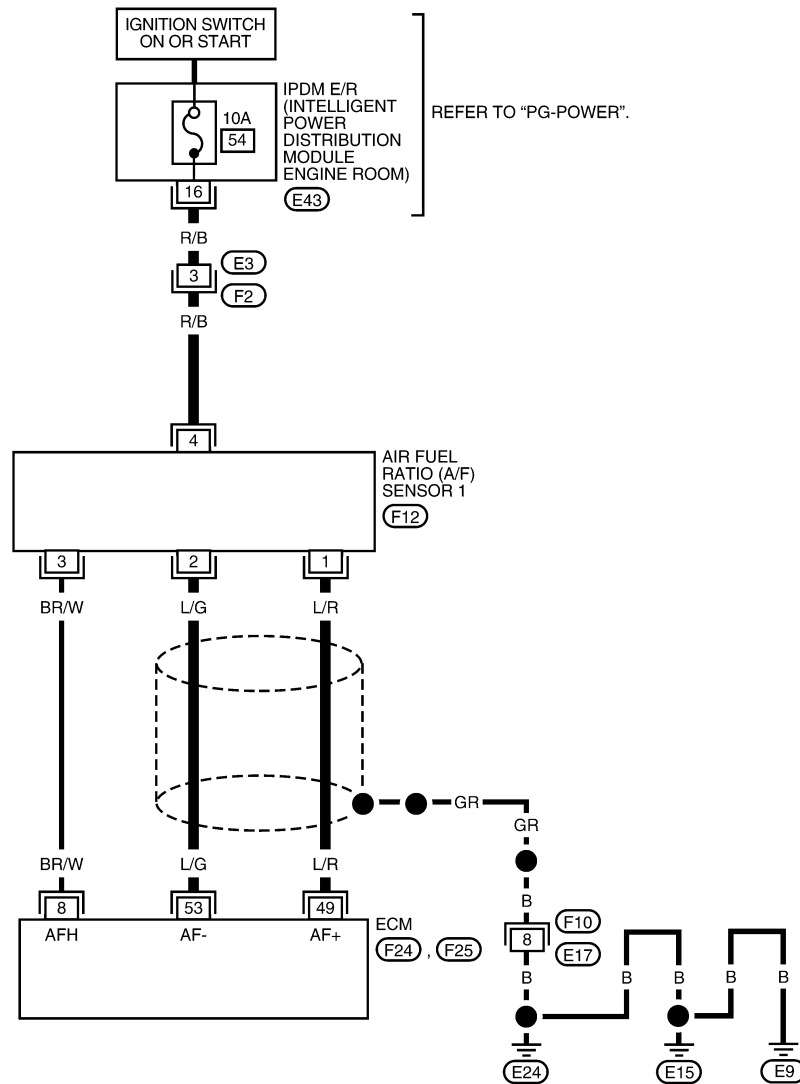 IGNITION SWITCH
ON OR START
IPDM E/R
(INTELLIGENT
POWER
DISTRIBUTION
MODULE
ENGINE ROOM)
10A
54
REFER TO “PG-POWER”.
16
E43
R/B
E3
3
F2
R/B
4
AIR FUEL
RATIO (A/F)
SENSOR 1
F12
3 2 1
BR/W L/G L/R
GR
GR
BR/W L/G L/R
B
8 53 49
AFH AF- AF+
ECM
F24 , F25
F10
8
E17
B B B B B
E24 E15 E9